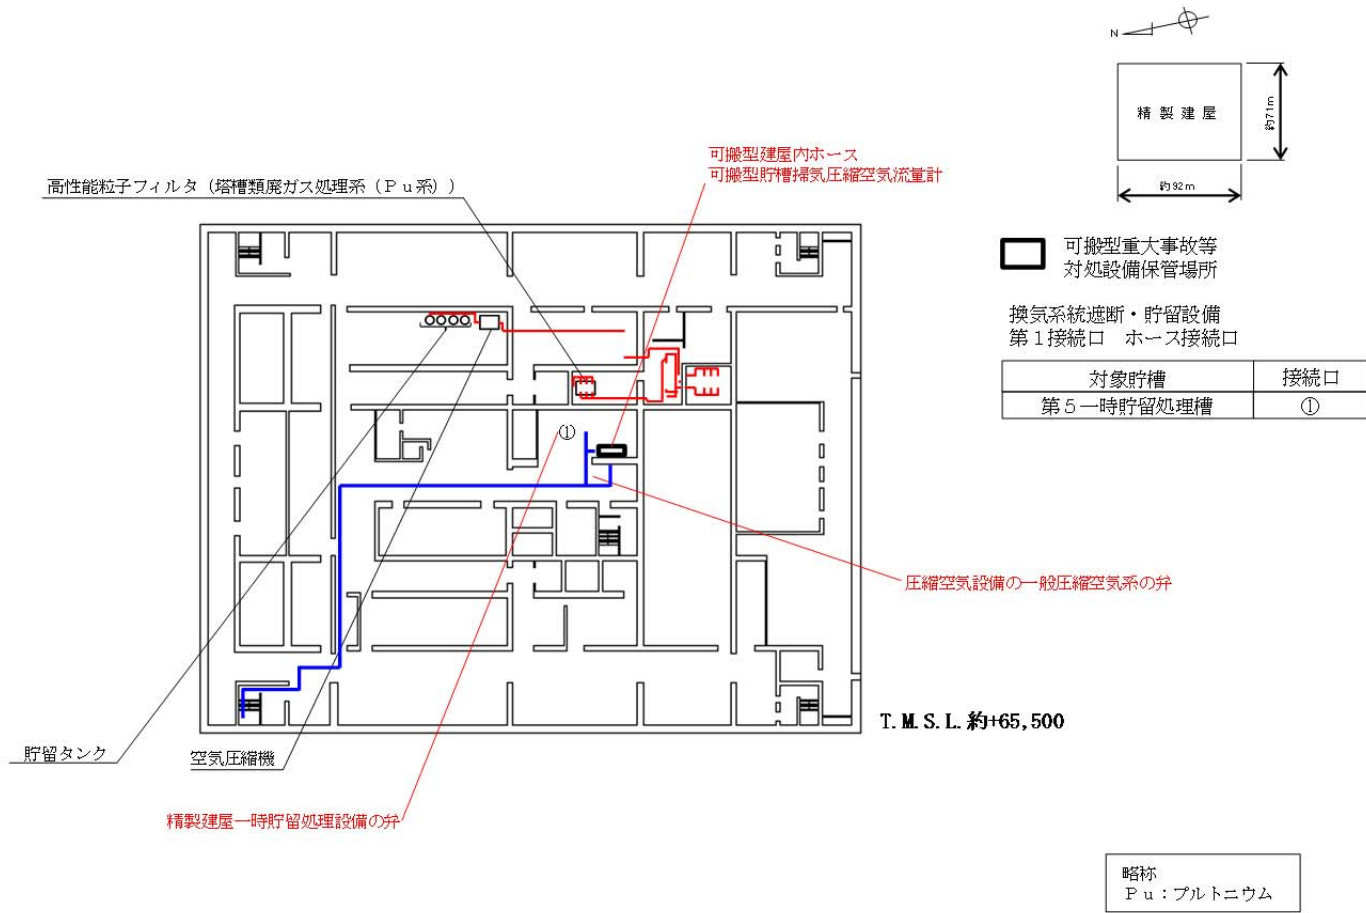 N
精製建屋
約71m
約92m
可搬型建屋内ホース
可搬型貯槽掃気圧縮空気流量計
高性能粒子フィルタ（塔槽類廃ガス処理系（Ｐｕ系））
可搬型重大事故等
対処設備保管場所
換気系統遮断・貯留設備
第１接続口　ホース接続口
対象貯槽　接続口
第５一時貯留処理槽　①
①
圧縮空気設備の一般圧縮空気系の弁
T.M.S.L.約+65,500
貯留タンク
空気圧縮機
精製建屋一時貯留処理設備の弁
略称
Ｐｕ：プルトニウム